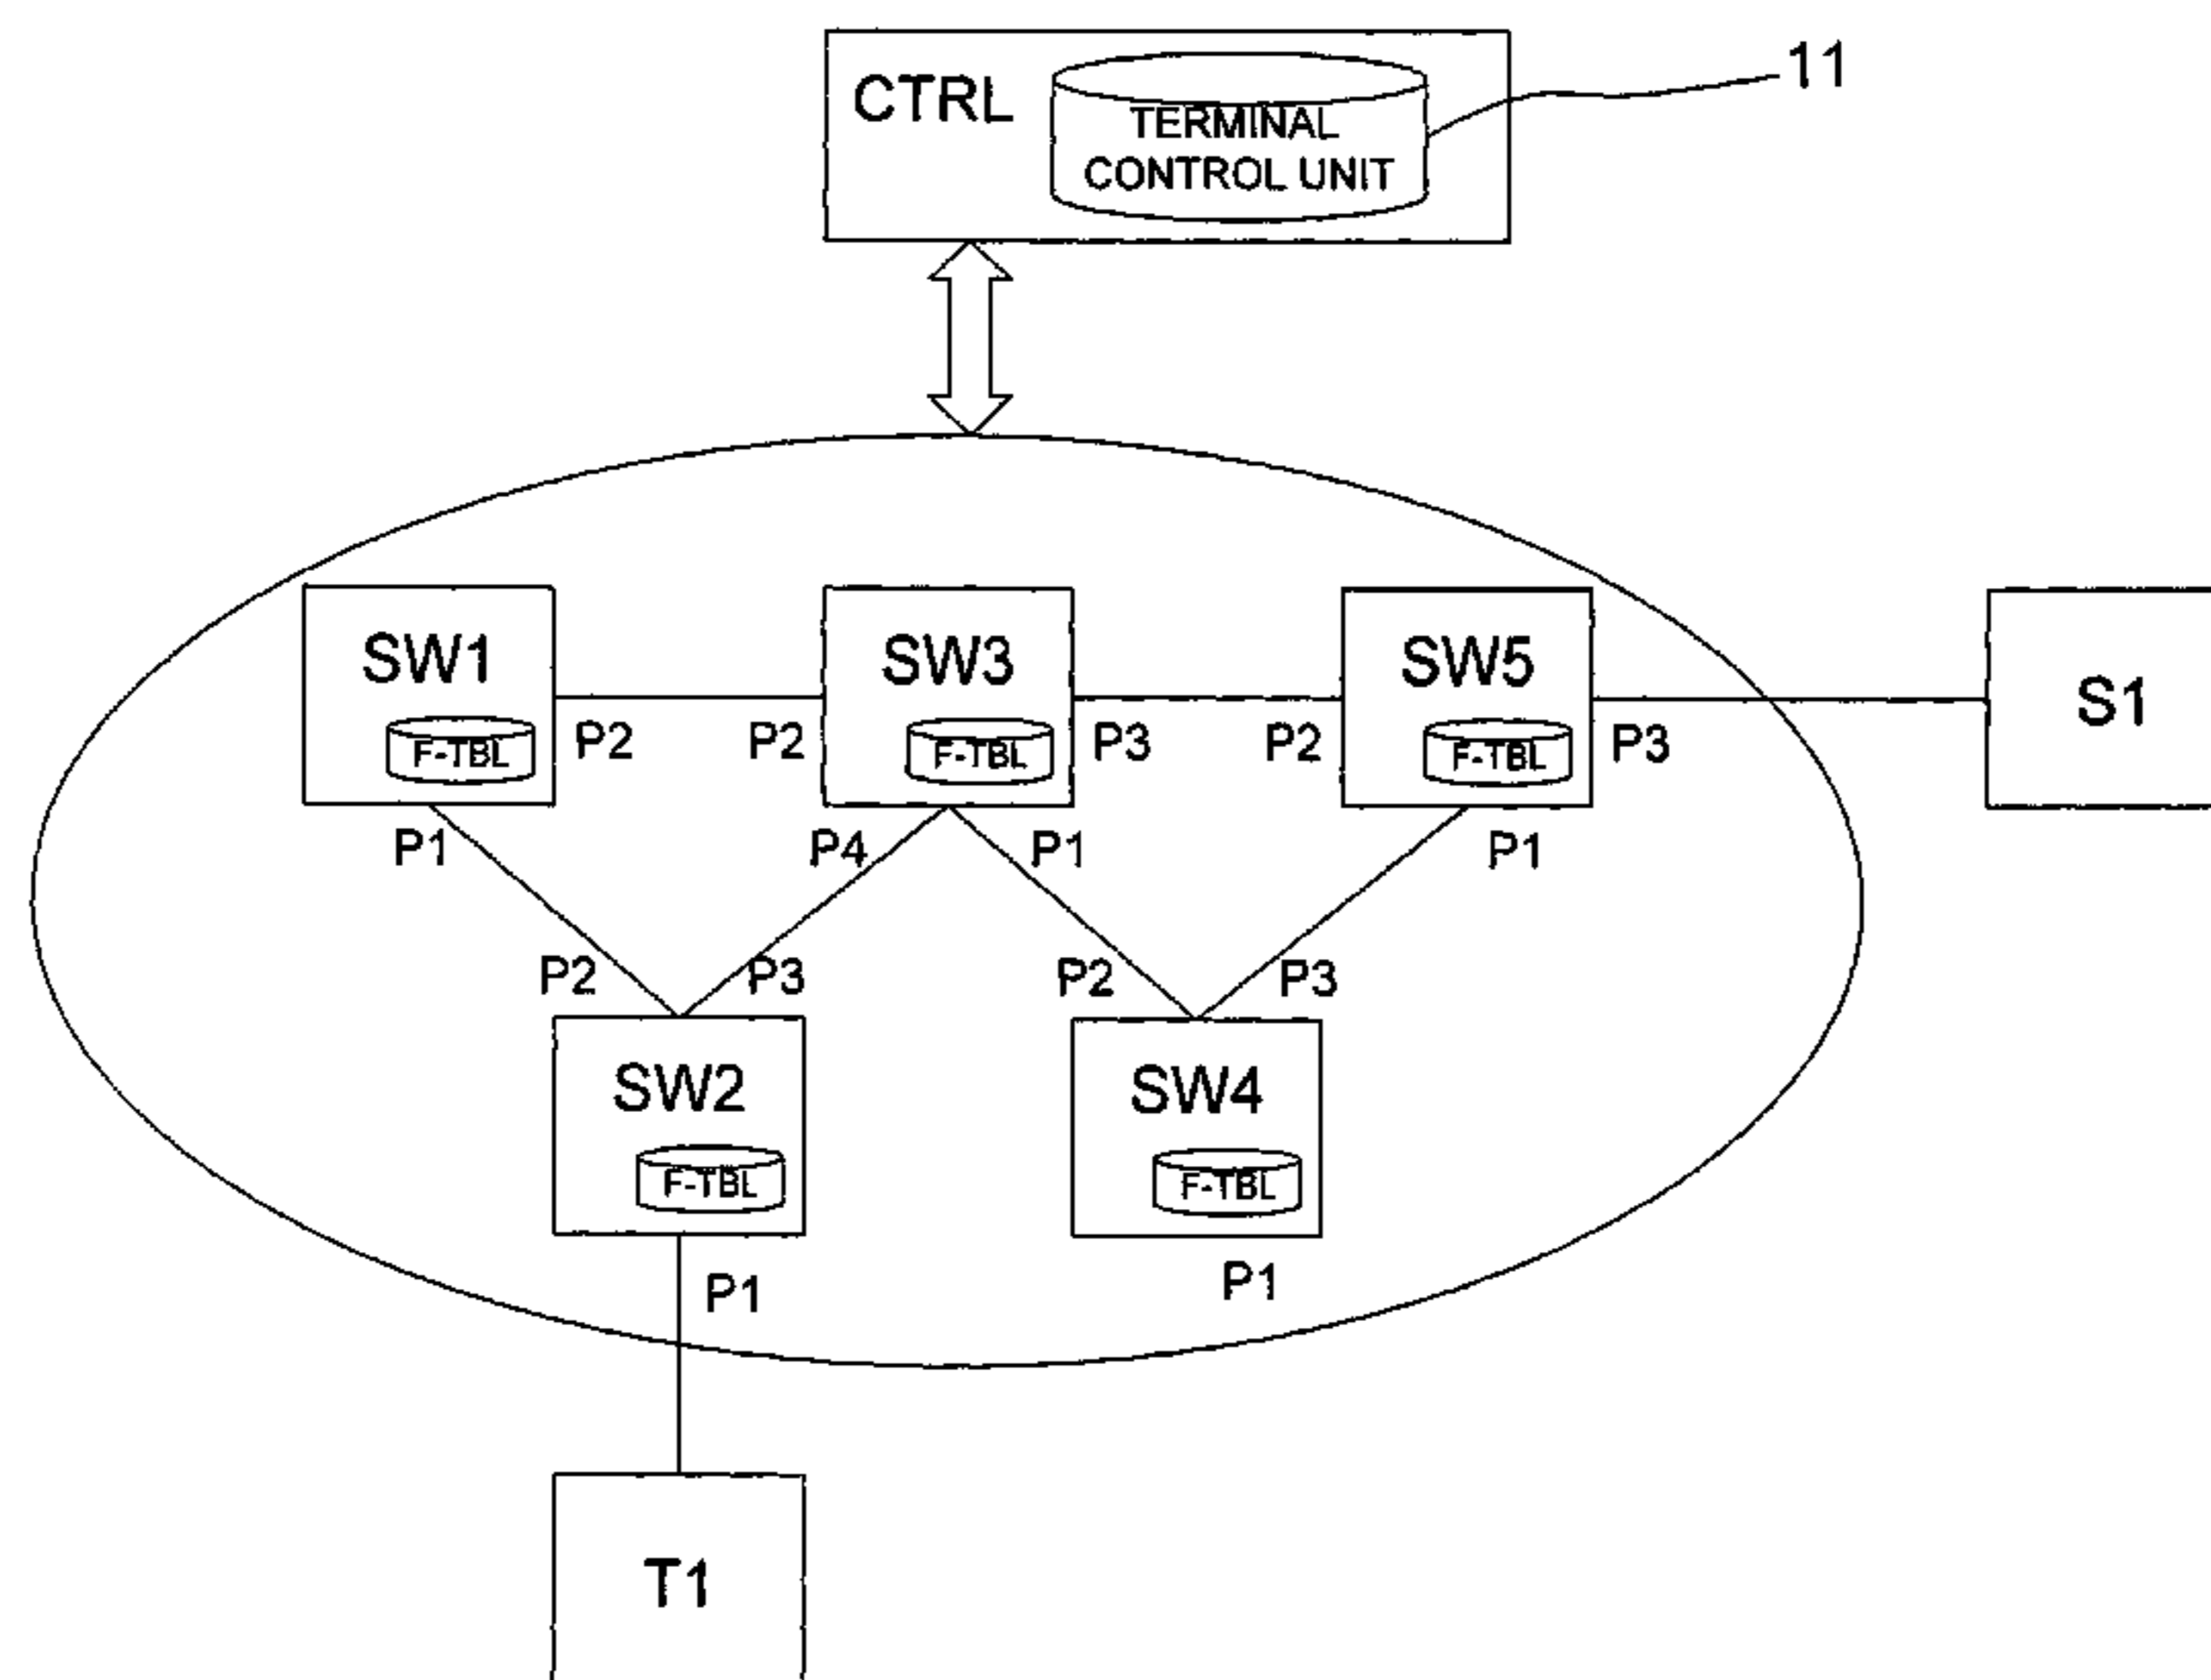 11
CTRL
TERMINAL
CONTROL UNIT
SW1
SW3
SW5
S1
F-TBL
P2
P2
F-TBL
P3
P2
F-TBL
P3
P1
P4
P1
P1
P2
P3
P2
P3
SW2
SW4
F-TBL
F-TBL
P1
P1
T1